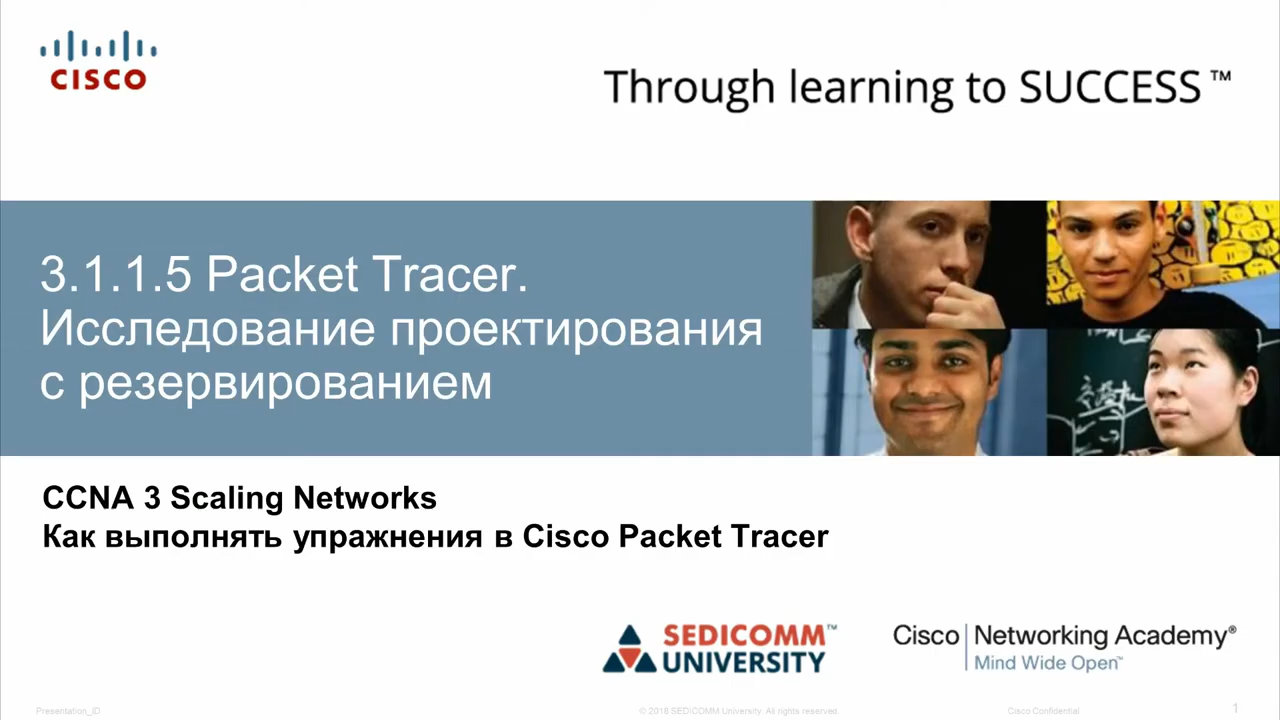 CISCO
Through learning to SUCCESS™
3.1.1.5 Packet Tracer.
Исследование проектирования
с резервированием
CCNA 3 Scaling Networks
Как выполнять упражнения в Cisco Packet Tracer
SEDICOMM™
UNIVERSITY
Cisco Networking Academy®
Mind Wide Open™
Presentation_ID
© 2018 SEDICOMM University. All rights reserved
Cisco Confidential
1